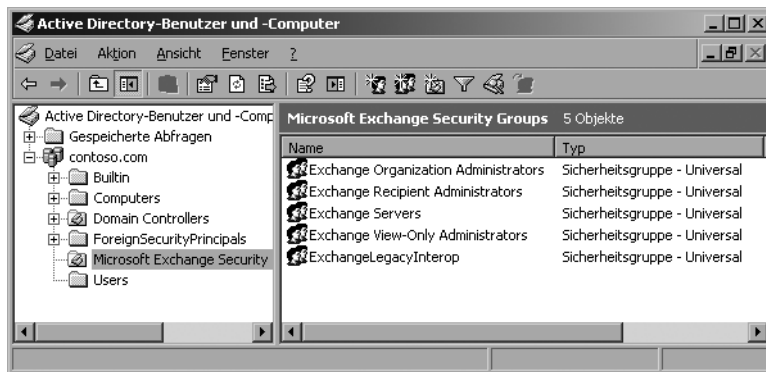 Active Directory-Benutzer und -Computer
Datei Aktion Ansicht Fenster ?
Active Directory-Benutzer und -Comp
Gespeicherte Abfragen
contoso.com
Builtin
Computers
Domain Controllers
ForeignSecurityPrincipals
Microsoft Exchange Security
Users
Microsoft Exchange Security Groups 5 Objekte
Name Typ
Exchange Organization Administrators Sicherheitsgruppe - Universal
Exchange Recipient Administrators Sicherheitsgruppe - Universal
Exchange Servers Sicherheitsgruppe - Universal
Exchange View-Only Administrators Sicherheitsgruppe - Universal
ExchangeLegacyInterop Sicherheitsgruppe - Universal